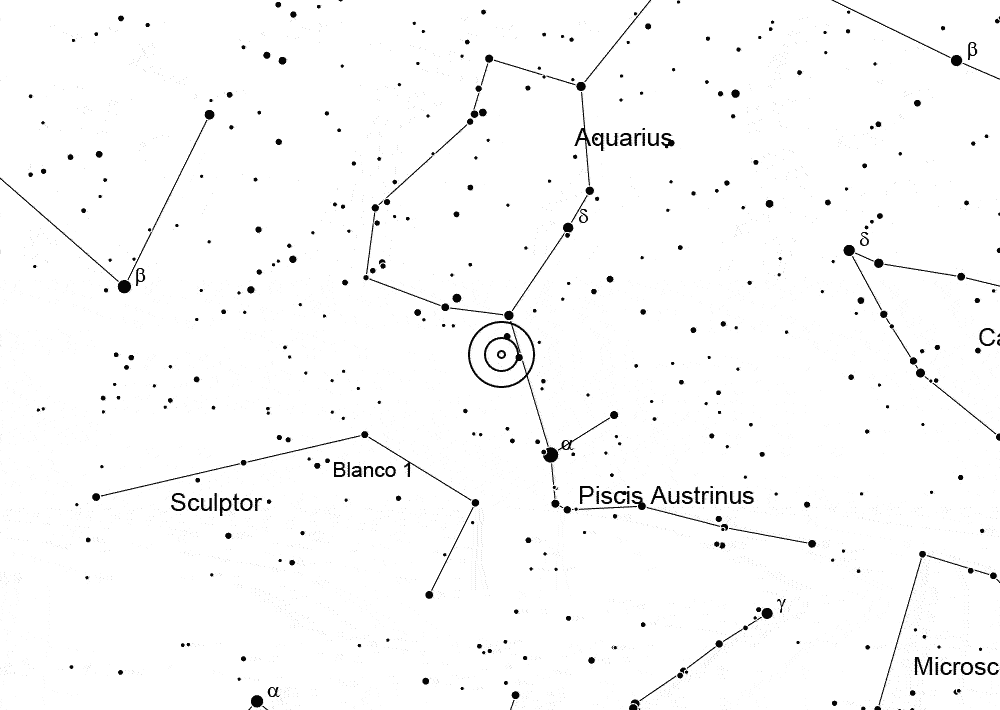 β
Aquarius
δ
δ
β
Ca
α
Blanco 1
Sculptor
Piscis Austrinus
γ
Microsc
α